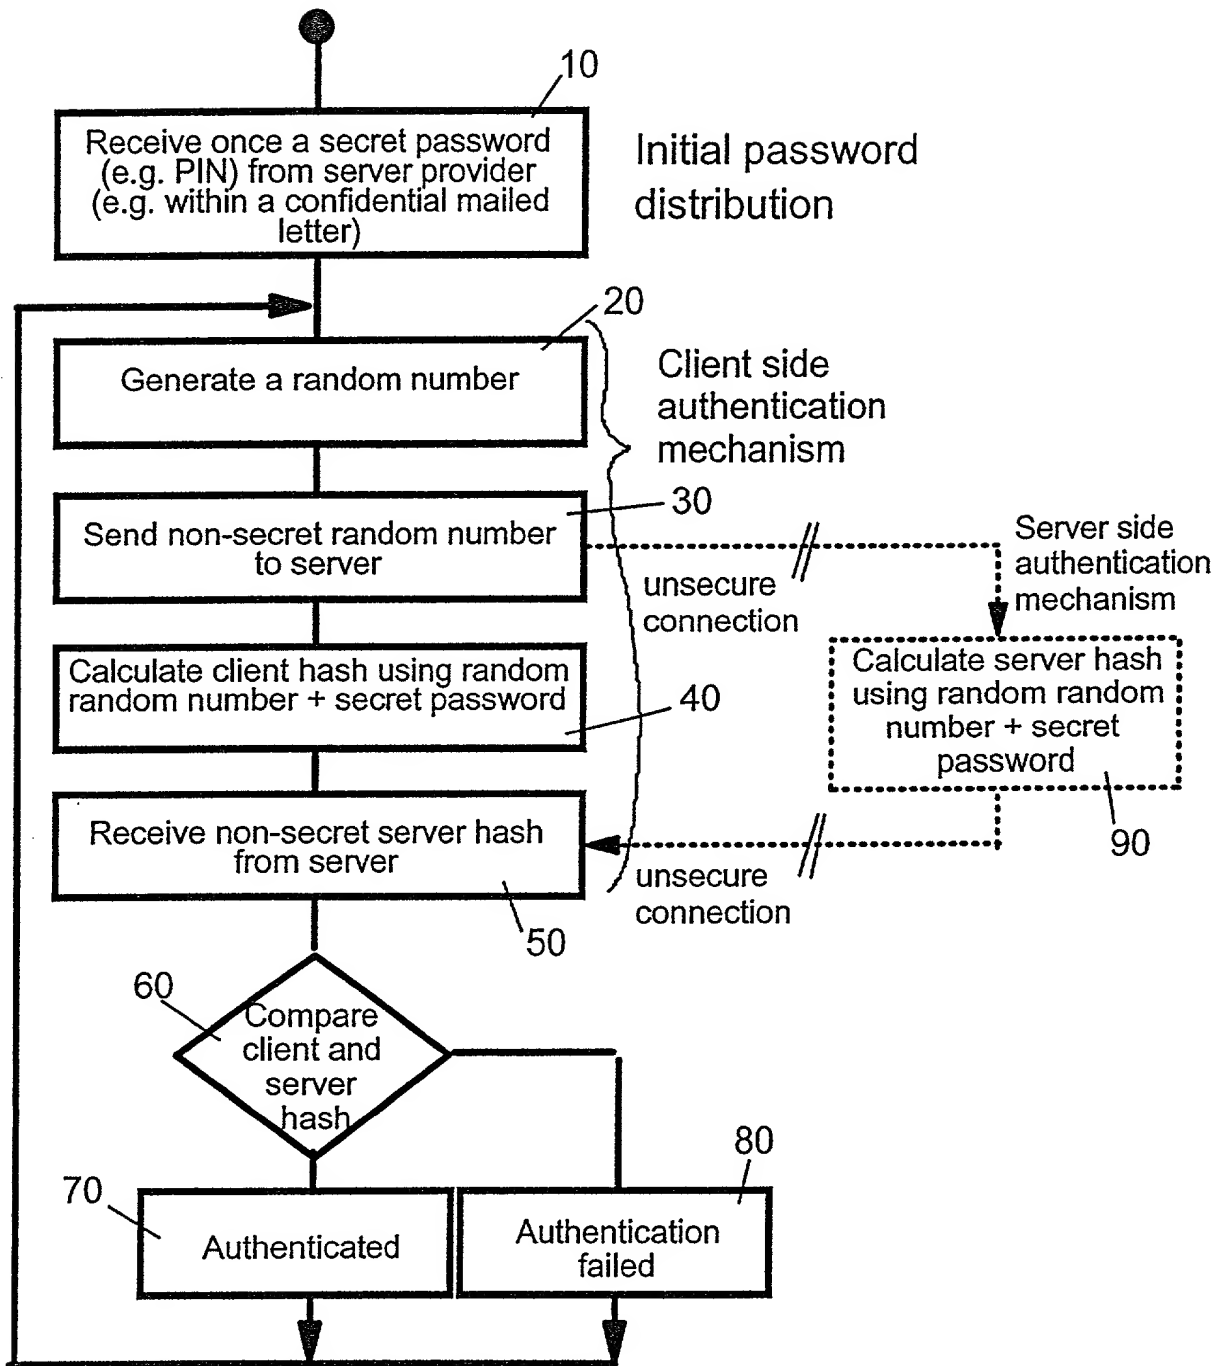 10
Receive once a secret password
(e.g. PIN) from server provider
(e.g. within a confidential mailed
letter)
Initial password
distribution
20
Generate a random number
Client side
authentication
mechanism
30
Send non-secret random number
to server
unsecure
connection
Server side
authentication
mechanism
Calculate client hash using random
random number + secret password
40
Calculate server hash
using random random
number + secret
password
90
Receive non-secret server hash
from server
unsecure
connection
50
60
Compare
client and
server
hash
70
Authenticated
80
Authentication
failed